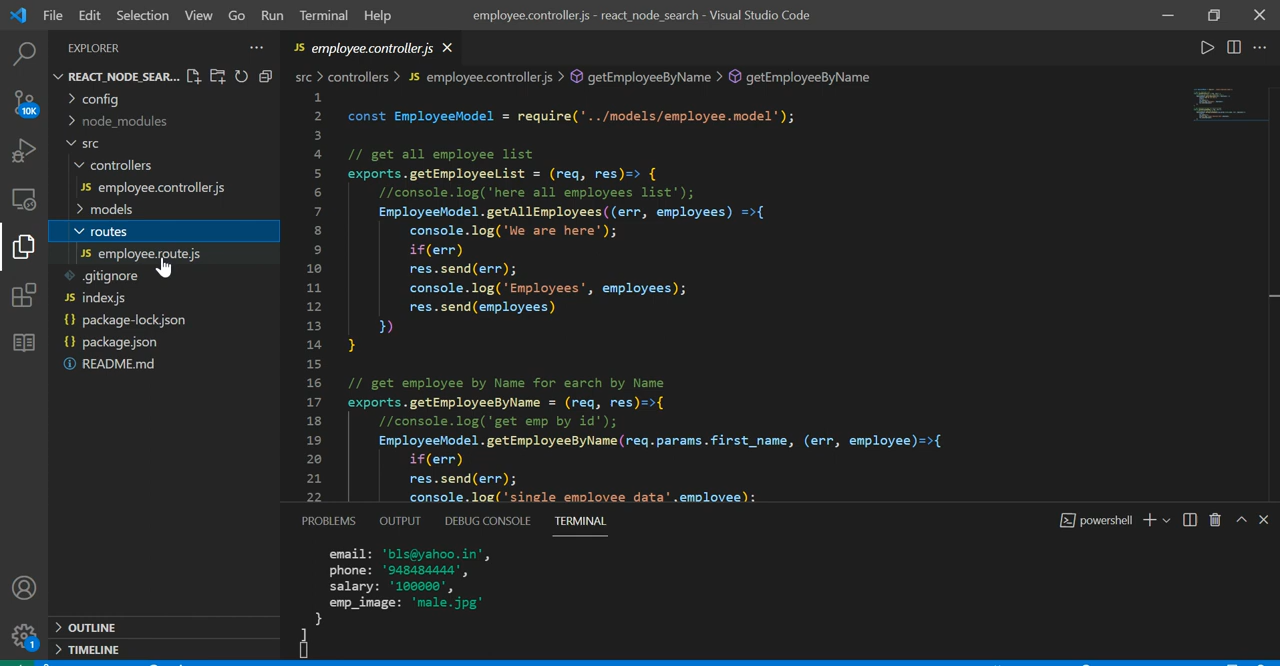 File Edit Selection View Go Run Terminal Help employee.controller.js - react_node_search - Visual Studio Code
EXPLORER ···
REACT_NODE_SEAR...
config
node_modules
src
controllers
JS employee.controller.js
models
routes
JS employee.route.js
.gitignore
JS index.js
{} package-lock.json
{} package.json
README.md
OUTLINE
TIMELINE
10K
1
JS employee.controller.js
src > controllers > JS employee.controller.js > getEmployeeByName > getEmployeeByName
1
2 const EmployeeModel = require('../models/employee.model');
3
4 // get all employee list
5 exports.getEmployeeList = (req, res)=> {
6 //console.log('here all employees list');
7 EmployeeModel.getAllEmployees((err, employees) =>{
8 console.log('We are here');
9 if(err)
10 res.send(err);
11 console.log('Employees', employees);
12 res.send(employees)
13 })
14 }
15
16 // get employee by Name for earch by Name
17 exports.getEmployeeByName = (req, res)=>{
18 //console.log('get emp by id');
19 EmployeeModel.getEmployeeByName(req.params.first_name, (err, employee)=>{
20 if(err)
21 res.send(err);
22 console.log('single employee data',employee);
PROBLEMS OUTPUT DEBUG CONSOLE TERMINAL powershell
email: 'bls@yahoo.in',
phone: '948484444',
salary: '100000',
emp_image: 'male.jpg'
}
]